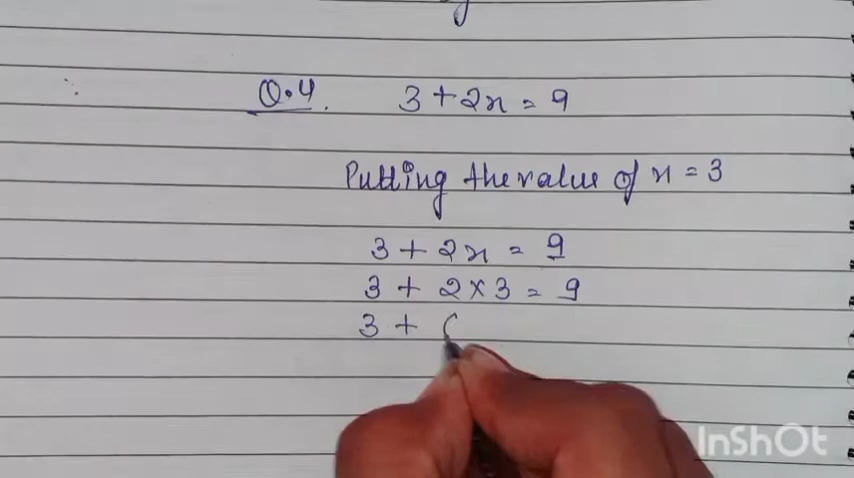 Q.4. 3 + 2x = 9
Putting the value of x = 3
3 + 2x = 9
3 + 2 × 3 = 9
3 +
InShOt